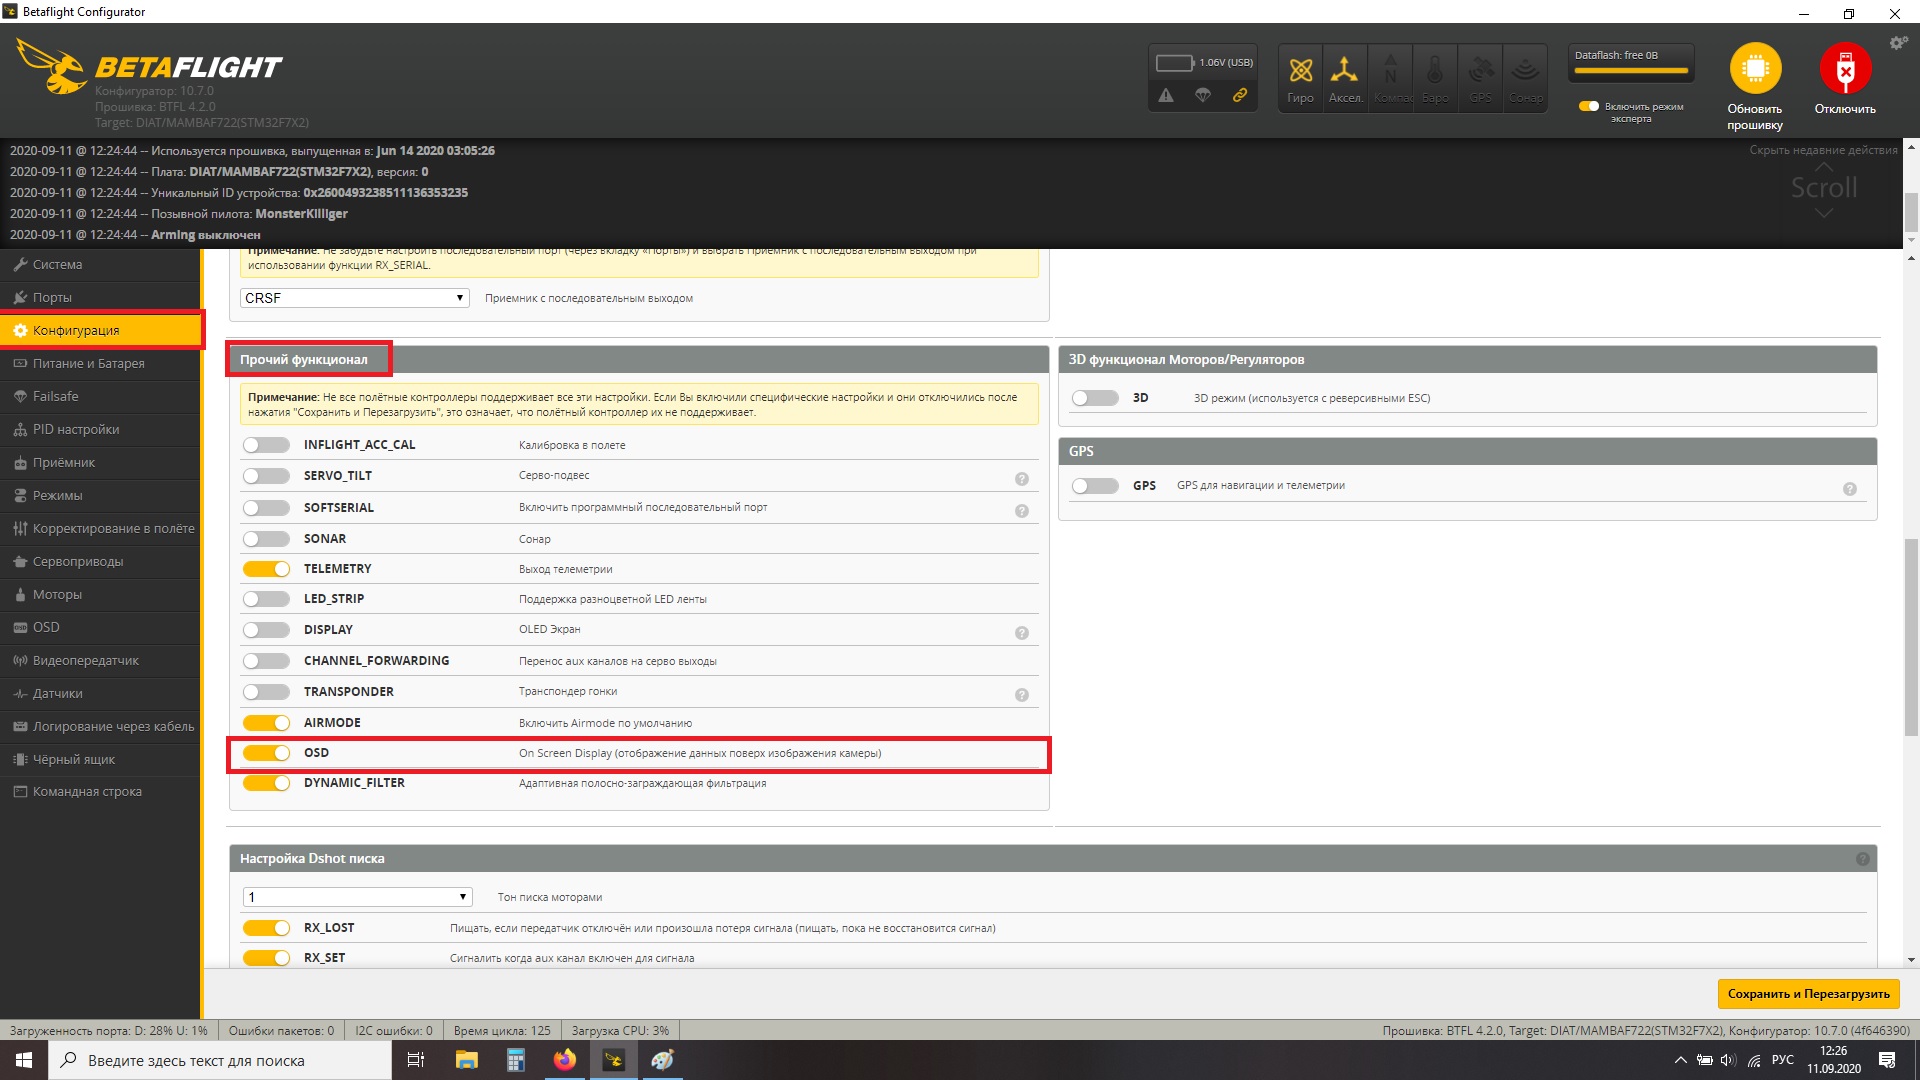 Betaflight Configurator
BETAFLIGHT
Конфигуратор: 10.7.0
Прошивка: BTFL 4.2.0
Target: DIAT/MAMBAF722(STM32F7X2)
1.06V (USB)
Гиро
Аксел.
N
Компас
Баро
GPS
Сонар
Dataflash: free 0B
Включить режим
эксперта
Обновить
прошивку
Отключить
2020-09-11 @ 12:24:44 -- Используется прошивка, выпущенная в: Jun 14 2020 03:05:26
2020-09-11 @ 12:24:44 -- Плата: DIAT/MAMBAF722(STM32F7X2), версия: 0
2020-09-11 @ 12:24:44 -- Уникальный ID устройства: 0x2600493238511136353235
2020-09-11 @ 12:24:44 -- Позывной пилота: MonsterKillger
2020-09-11 @ 12:24:44 -- Arming выключен
Скрыть недавние действия
Scroll
Система
Порты
Конфигурация
Питание и Батарея
Failsafe
PID настройки
Приёмник
Режимы
Корректирование в полёте
Сервоприводы
Моторы
OSD
Видеопередатчик
Датчики
Логирование через кабель
Чёрный ящик
Командная строка
Примечание: Не забудьте настроить последовательный порт (через вкладку «Порты») и выбрать Приемник с последовательным выходом при
использовании функции RX_SERIAL.
CRSF
Приемник с последовательным выходом
Прочий функционал
Примечание: Не все полётные контроллеры поддерживает все эти настройки. Если Вы включили специфические настройки и они отключились после
нажатия "Сохранить и Перезагрузить", это означает, что полётный контроллер их не поддерживает.
INFLIGHT_ACC_CAL Калибровка в полете
SERVO_TILT Серво-подвес ?
SOFTSERIAL Включить программный последовательный порт ?
SONAR Сонар
TELEMETRY Выход телеметрии
LED_STRIP Поддержка разноцветной LED ленты
DISPLAY OLED Экран ?
CHANNEL_FORWARDING Перенос aux каналов на серво выходы
TRANSPONDER Транспондер гонки ?
AIRMODE Включить Airmode по умолчанию
OSD On Screen Display (отображение данных поверх изображения камеры)
DYNAMIC_FILTER Адаптивная полосно-заграждающая фильтрация
3D функционал Моторов/Регуляторов
3D 3D режим (используется с реверсивными ESC)
GPS
GPS GPS для навигации и телеметрии ?
Настройка Dshot писка ?
1 Тон писка моторами
RX_LOST Пищать, если передатчик отключён или произошла потеря сигнала (пищать, пока не восстановится сигнал)
RX_SET Сигналить когда aux канал включен для сигнала
Сохранить и Перезагрузить
Загруженность порта: D: 28% U: 1% Ошибки пакетов: 0 I2C ошибки: 0 Время цикла: 125 Загрузка CPU: 3% Прошивка: BTFL 4.2.0, Target: DIAT/MAMBAF722(STM32F7X2), Конфигуратор: 10.7.0 (4f646390)
Введите здесь текст для поиска
РУС
12:26
11.09.2020